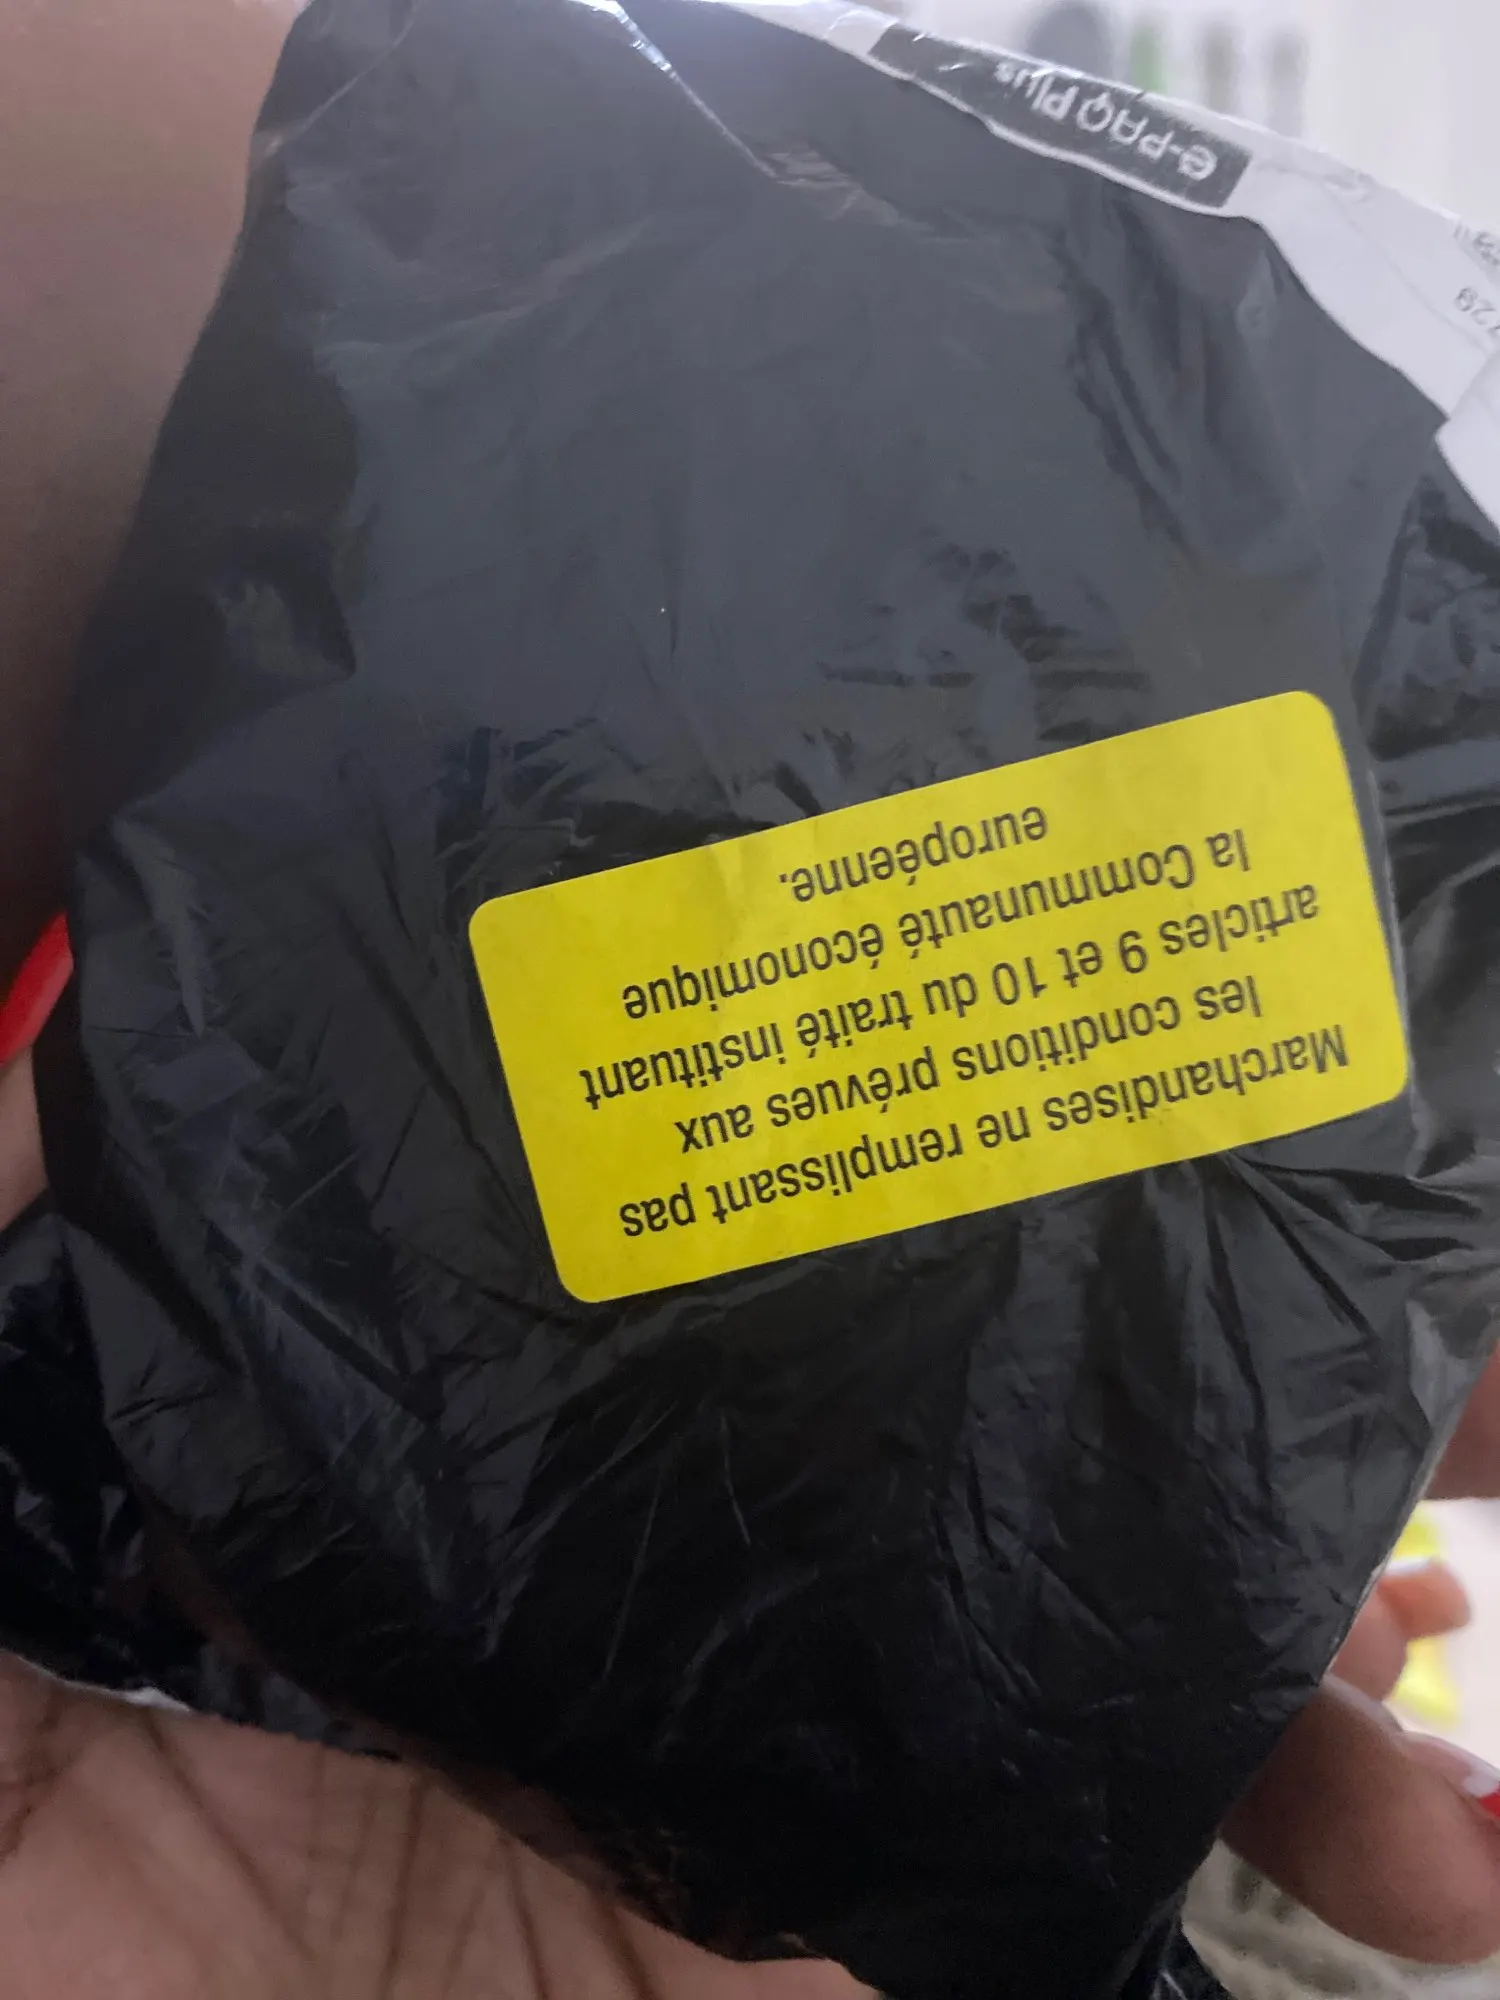 e-PAQ Plus
Marchandises ne remplissant pas
les conditions prévues aux
articles 9 et 10 du traité instituant
la Communauté économique
européenne.